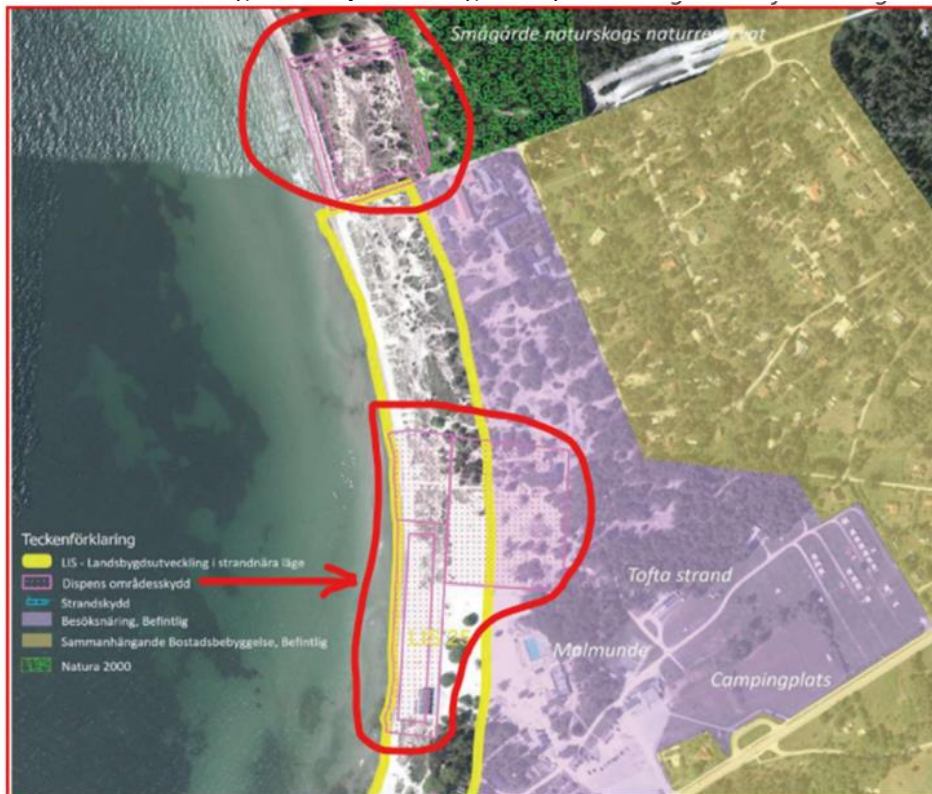 Smågårde naturskogs naturreservat
Teckenförklaring
LIS - Landsbygdsutveckling i strandnära läge
Dispens områdesskydd
Strandskydd
Besöksnäring, Befintlig
Sammanhängande Bostadsbebyggelse, Befintlig
Natura 2000
Tofta strand
Malmunde
Campingplats